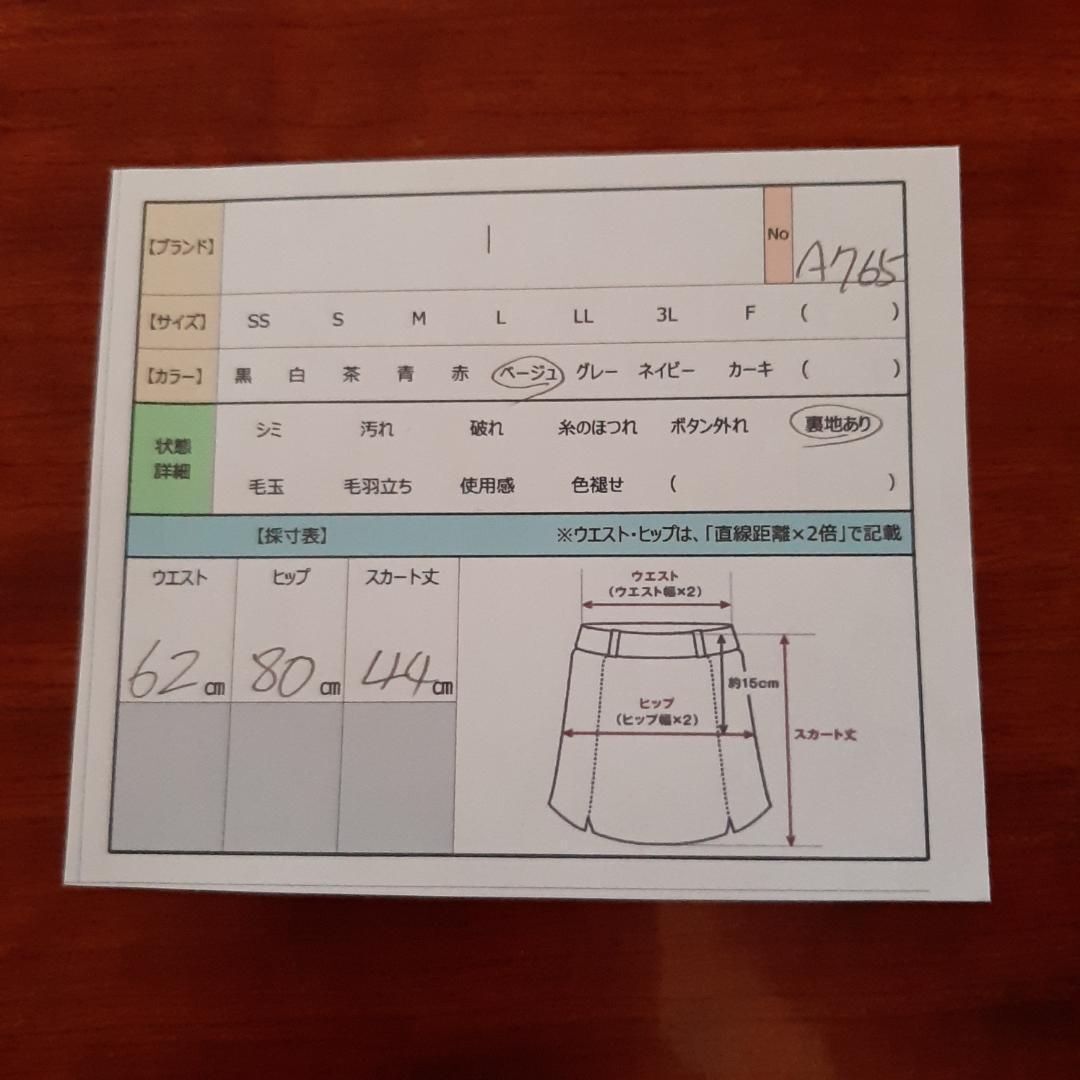 【ブランド】 | No A765
【サイズ】 SS S M L LL 3L F ( )
【カラー】 黒 白 茶 青 赤 ベージュ グレー ネイビー カーキ ( )
状態
詳細
シミ 汚れ 破れ 糸のほつれ ボタン外れ 裏地あり
毛玉 毛羽立ち 使用感 色褪せ ( )
【採寸表】 ※ウエスト・ヒップは、「直線距離×2倍」で記載
ウエスト ヒップ スカート丈
62cm 80cm 44cm
ウエスト
(ウエスト幅×2)
約15cm
ヒップ
(ヒップ幅×2)
スカート丈